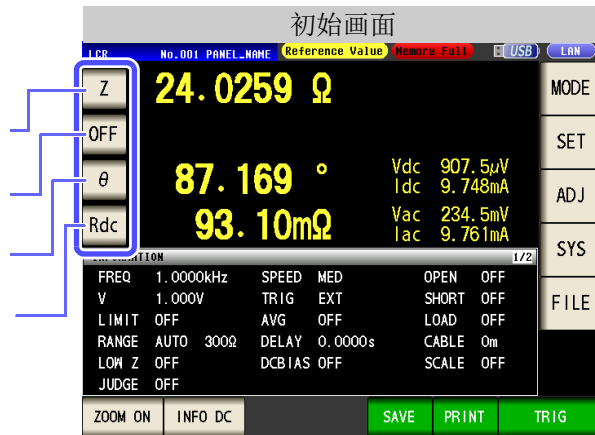 初始画面
LCR No.001 PANEL_NAME Reference Value Memory Full USB LAN
Z 24.0259 Ω MODE
OFF SET
θ 87.169 ° Vdc 907.5μV
Idc 9.748mA ADJ
Rdc 93.10mΩ Vac 234.5mV
Iac 9.761mA SYS
INFORMATION 1/2
FREQ 1.0000kHz SPEED MED OPEN OFF
V 1.000V TRIG EXT SHORT OFF FILE
LIMIT OFF AVG OFF LOAD OFF
RANGE AUTO 300Ω DELAY 0.0000s CABLE 0m
LOW Z OFF DCBIAS OFF SCALE OFF
JUDGE OFF
ZOOM ON INFO DC SAVE PRINT TRIG